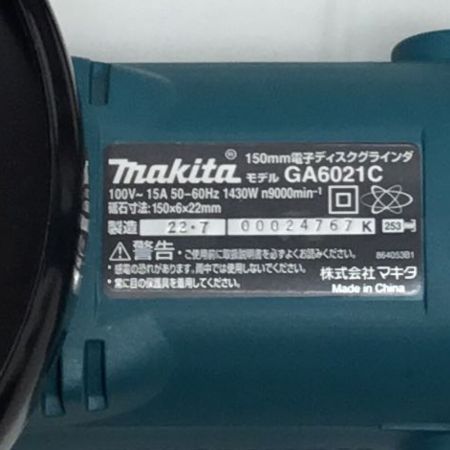 makita® 150mm電子ディスクグラインダ
モデル GA6021C
100V~ 15A 50-60Hz 1430W n9000min⁻¹
砥石寸法:150×6×22mm
製造 22・7 00024767 K 253
⚠警告・ご使用前に取扱説明書を必ずよくお読みください。
・感電の恐れがあります。雨中では使用しないでください。
・常に目の保護具を着用してください。
864053B1
株式会社マキタ
Made in China